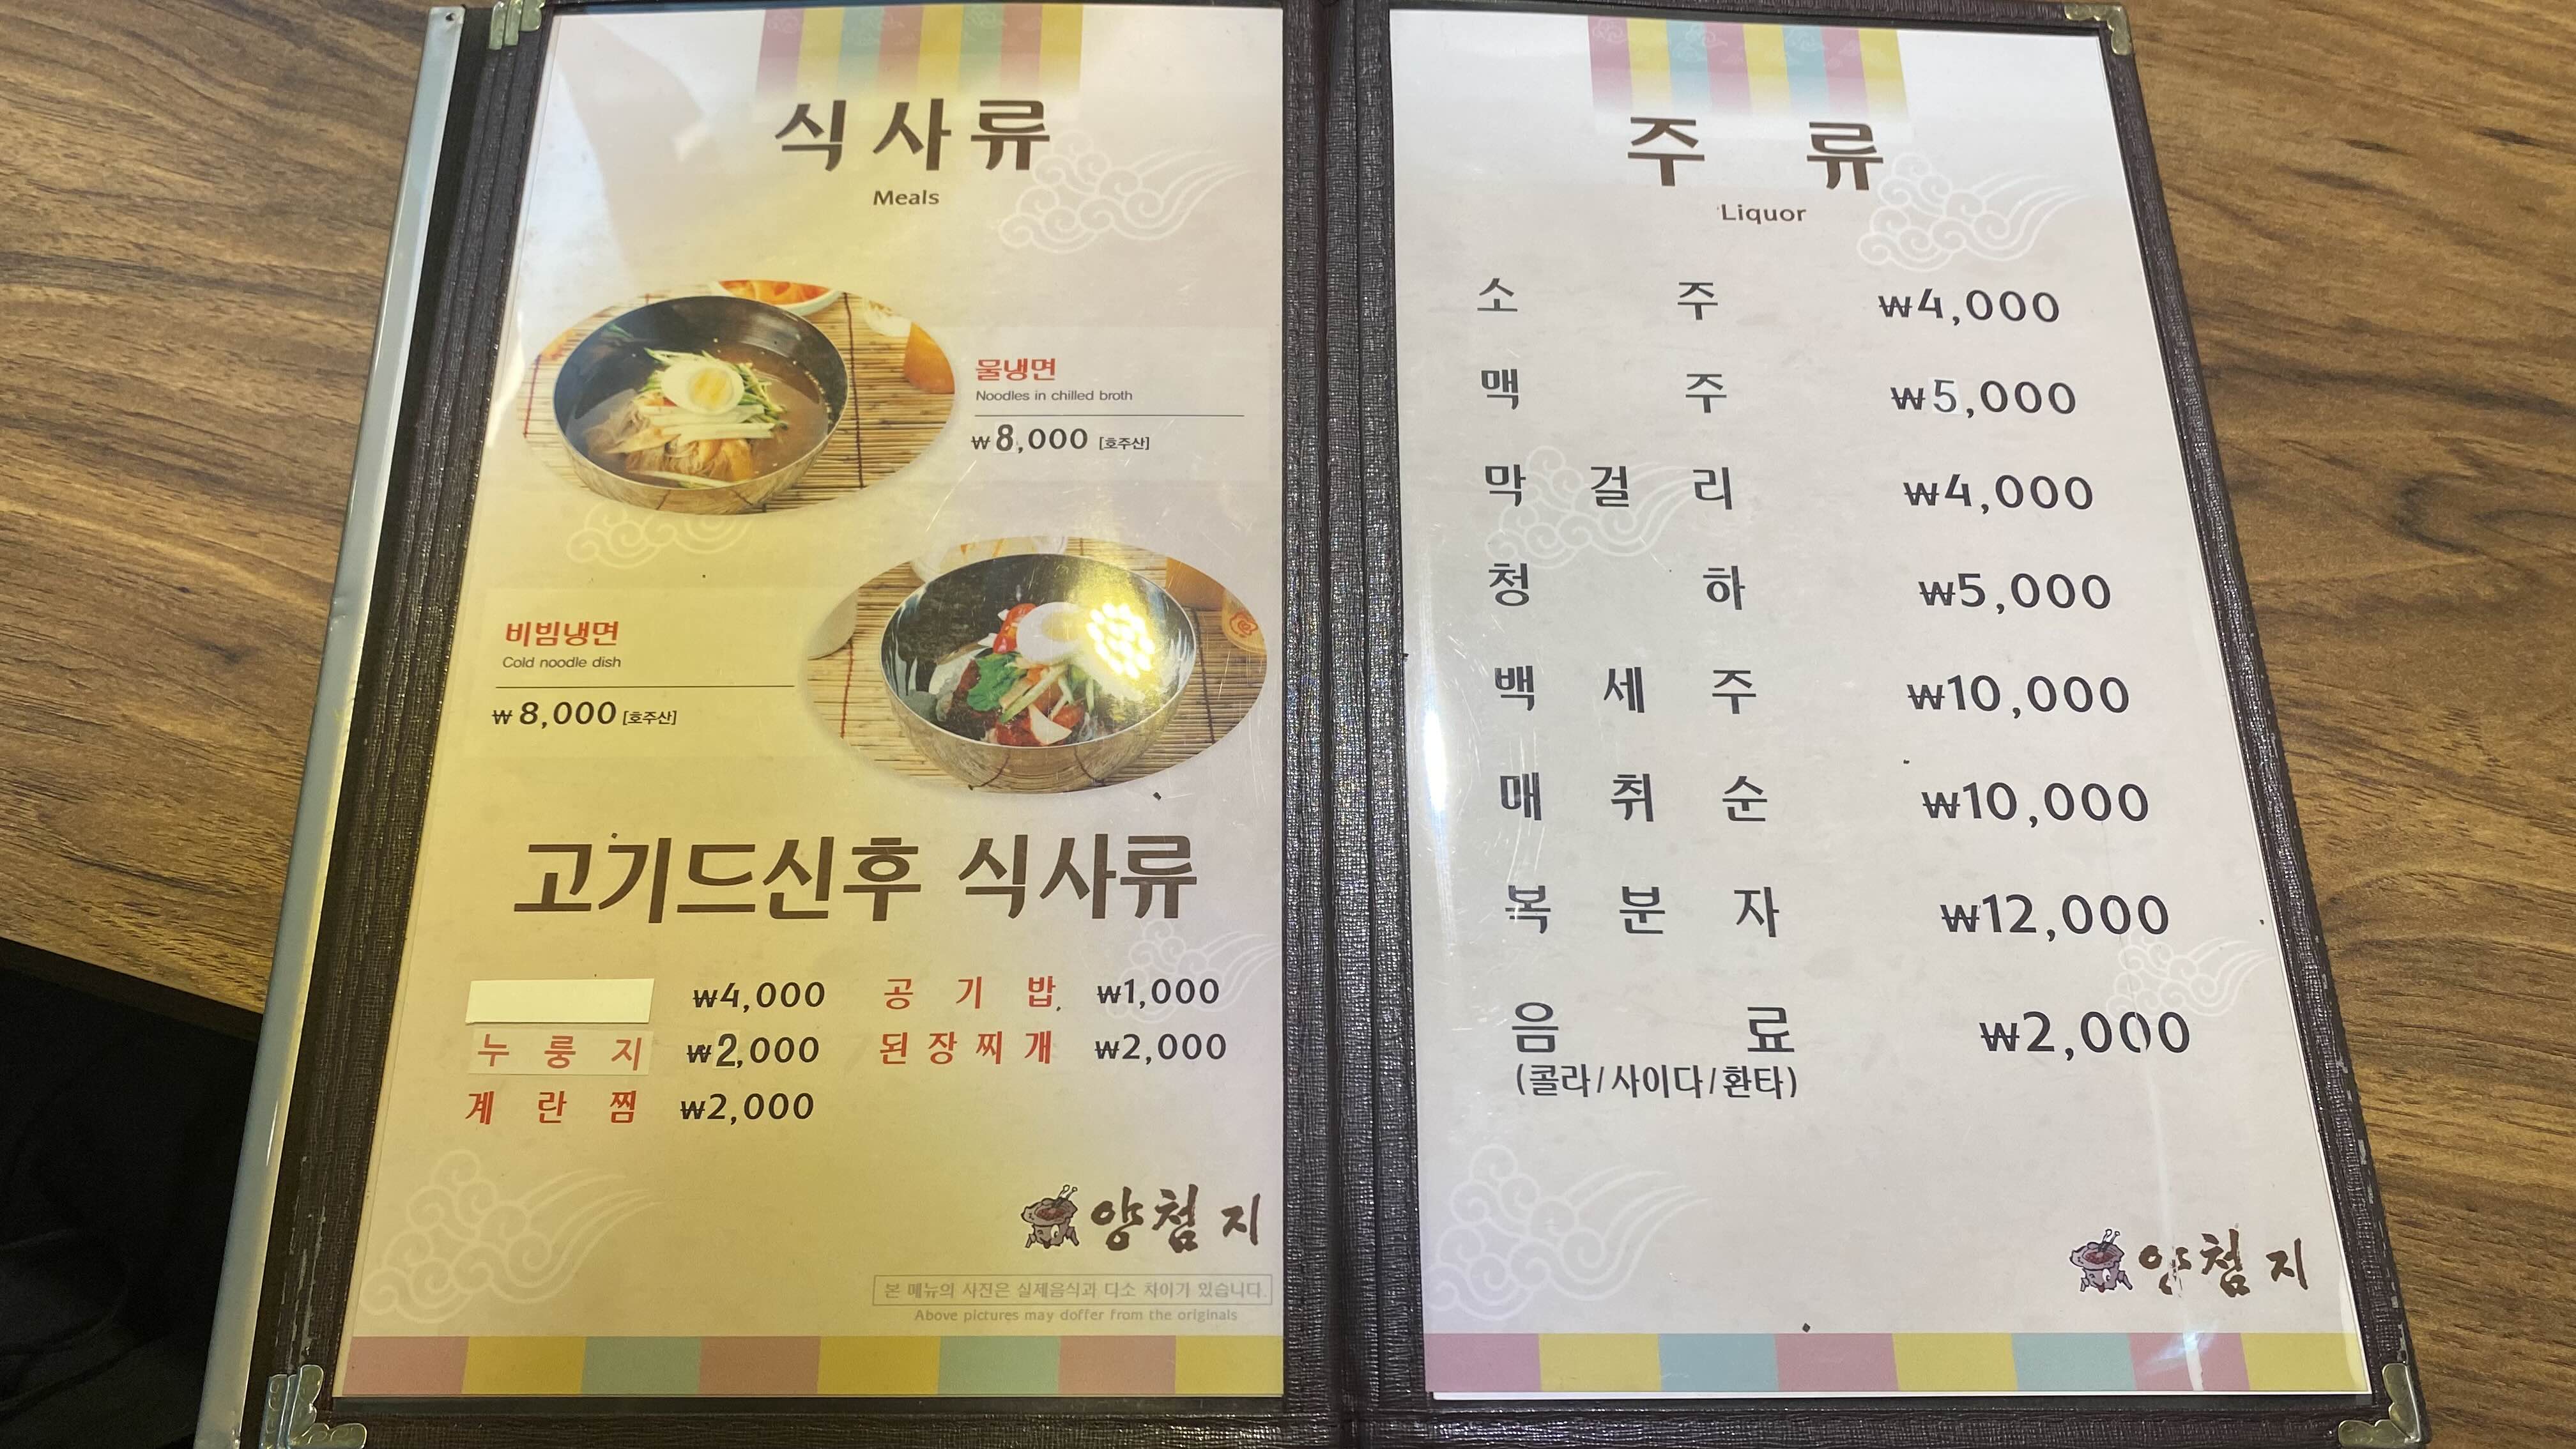 식사류
Meals
물냉면
Noodles in chilled broth
₩8,000 [호주산]
비빔냉면
Cold noodle dish
₩8,000 [호주산]
고기드신후 식사류
₩4,000 공기밥 ₩1,000
누룽지 ₩2,000 된장찌개 ₩2,000
계란찜 ₩2,000
양첨지
본 메뉴의 사진은 실제음식과 다소 차이가 있습니다.
Above pictures may doffer from the originals
주류
Liquor
소주 ₩4,000
맥주 ₩5,000
막걸리 ₩4,000
청하 ₩5,000
백세주 ₩10,000
매취순 ₩10,000
복분자 ₩12,000
음료 ₩2,000
(콜라/사이다/환타)
양첨지